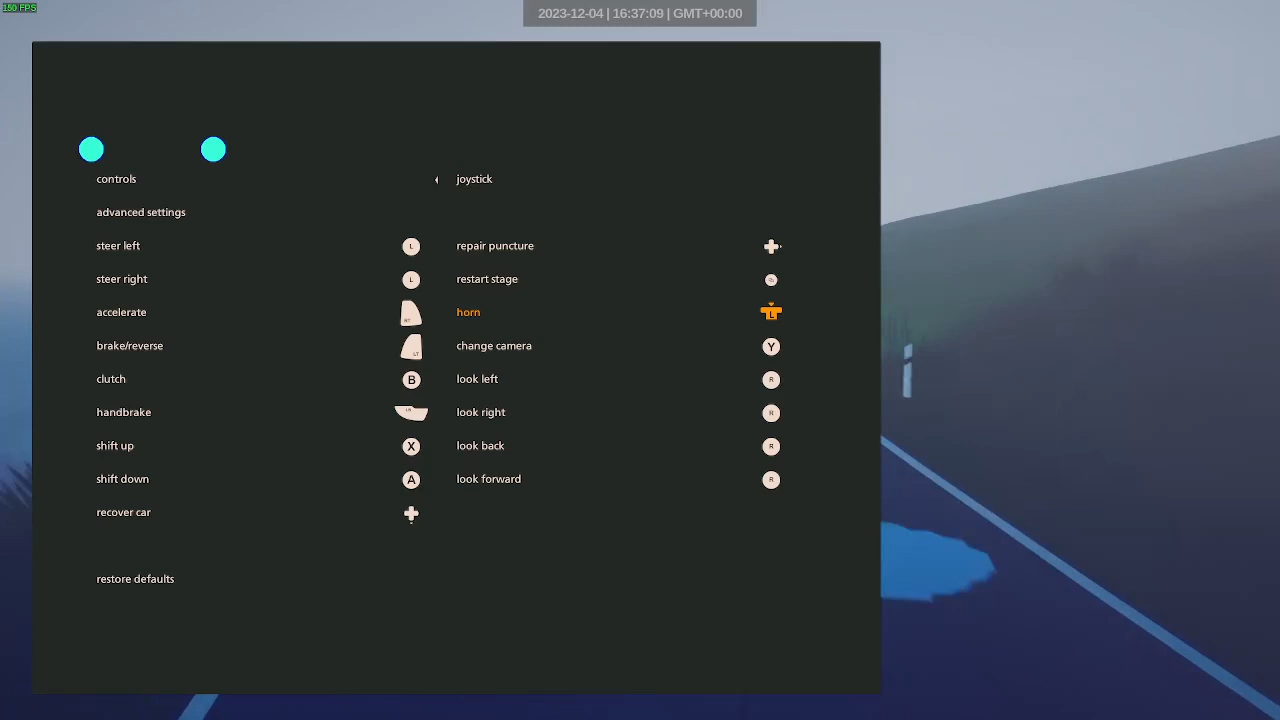 150 FPS
2023-12-04 | 16:37:09 | GMT+00:00
controls joystick
advanced settings
steer left L repair puncture
steer right L restart stage
accelerate RT horn L
brake/reverse LT change camera Y
clutch B look left R
handbrake look right R
shift up X look back R
shift down A look forward R
recover car
restore defaults